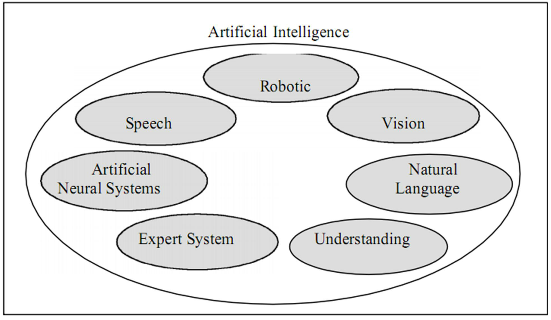 Artificial Intelligence
Robotic
Speech
Vision
Artificial
Neural Systems
Natural
Language
Expert System
Understanding